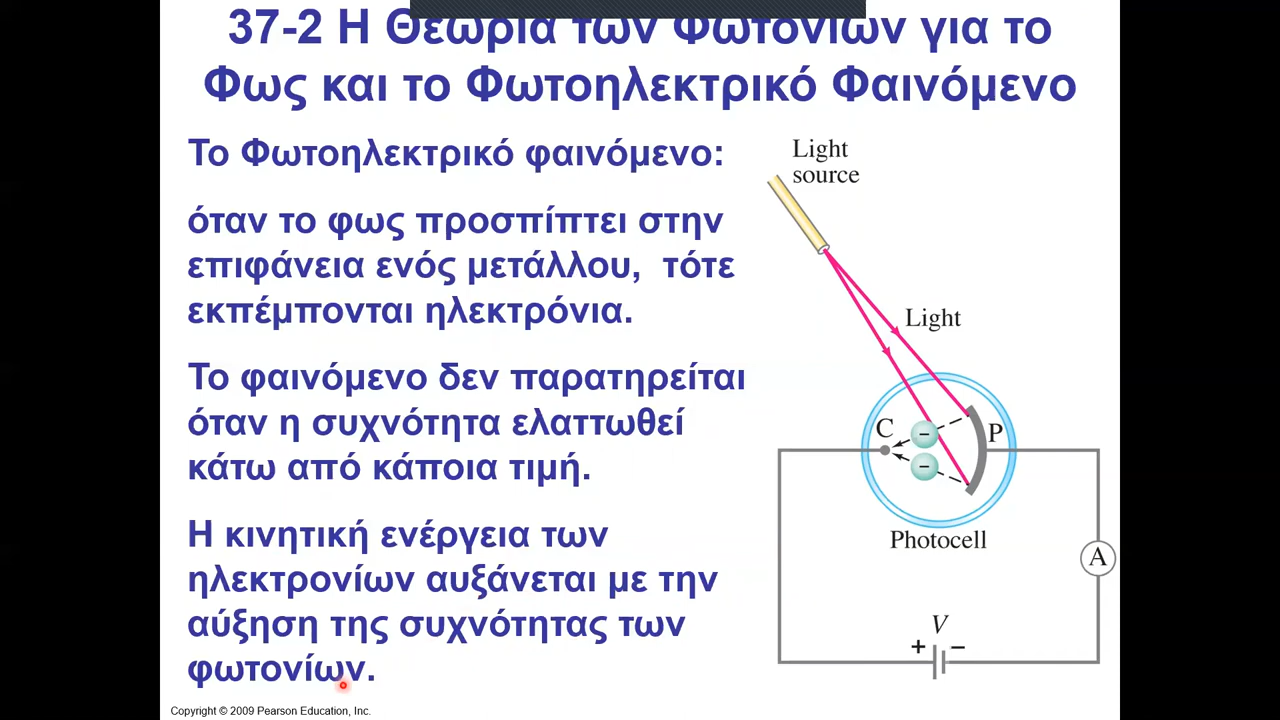 37-2 Η Θεωρία των Φωτονίων για το
Φως και το Φωτοηλεκτρικό Φαινόμενο
Το Φωτοηλεκτρικό φαινόμενο:
όταν το φως προσπίπτει στην
επιφάνεια ενός μετάλλου, τότε
εκπέμπονται ηλεκτρόνια.
Το φαινόμενο δεν παρατηρείται
όταν η συχνότητα ελαττωθεί
κάτω από κάποια τιμή.
Η κινητική ενέργεια των
ηλεκτρονίων αυξάνεται με την
αύξηση της συχνότητας των
φωτονίων.
Light
source
Light
C
P
− 
−
Photocell
A
V
+ −
Copyright © 2009 Pearson Education, Inc.